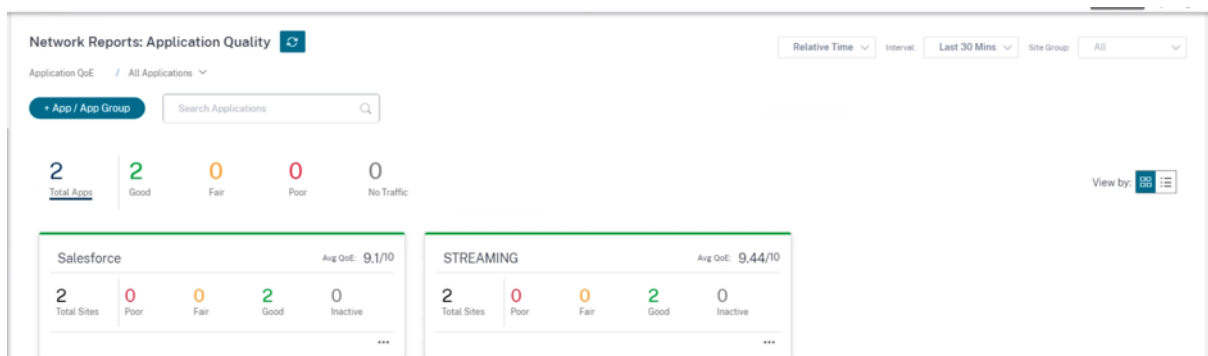 Network Reports: Application Quality
Relative Time Interval: Last 30 Mins Site Group: All
Application QoE / All Applications
+ App / App Group Search Applications
2 2 0 0 0
Total Apps Good Fair Poor No Traffic
View by:
Salesforce Avg QoE: 9.1/10
2 0 0 2 0
Total Sites Poor Fair Good Inactive
...
STREAMING Avg QoE: 9.44/10
2 0 0 2 0
Total Sites Poor Fair Good Inactive
...